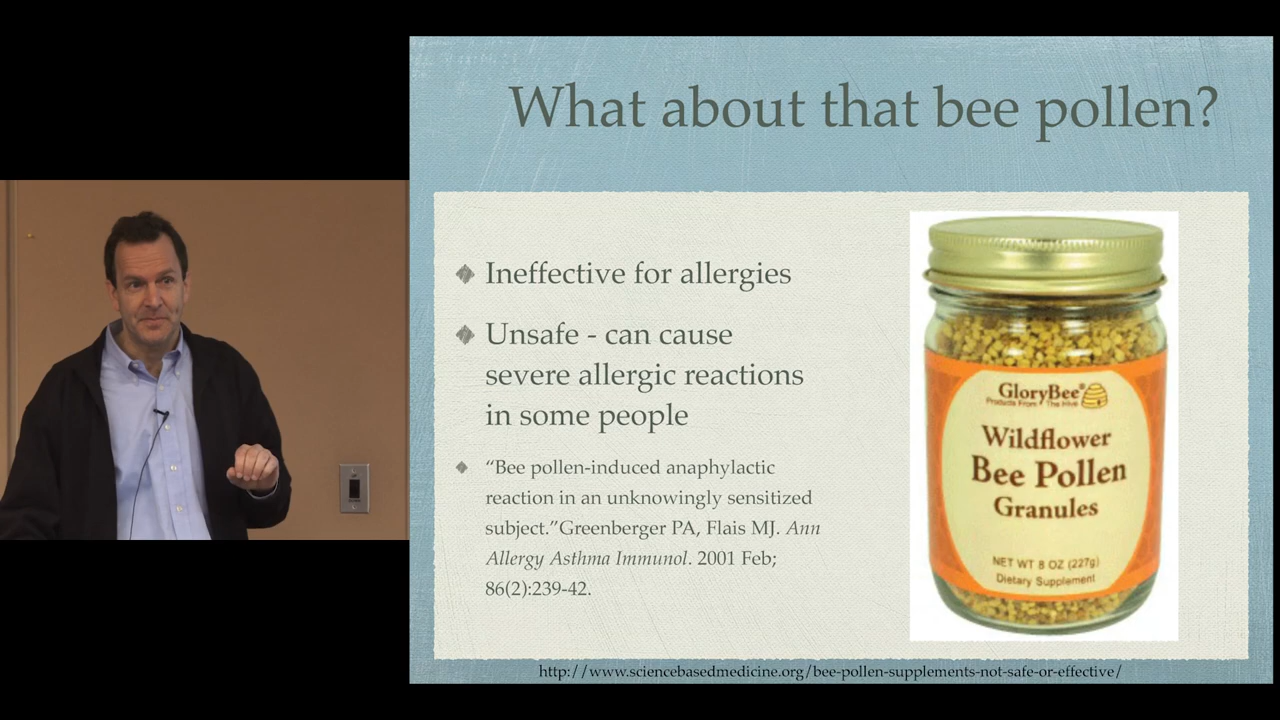 What about that bee pollen?
Ineffective for allergies
Unsafe - can cause
severe allergic reactions
in some people
“Bee pollen-induced anaphylactic
reaction in an unknowingly sensitized
subject.”Greenberger PA, Flais MJ. Ann
Allergy Asthma Immunol. 2001 Feb;
86(2):239-42.
GloryBee®
Products From The Hive
Wildflower
Bee Pollen
Granules
NET WT 8 OZ (227g)
Dietary Supplement
http://www.sciencebasedmedicine.org/bee-pollen-supplements-not-safe-or-effective/